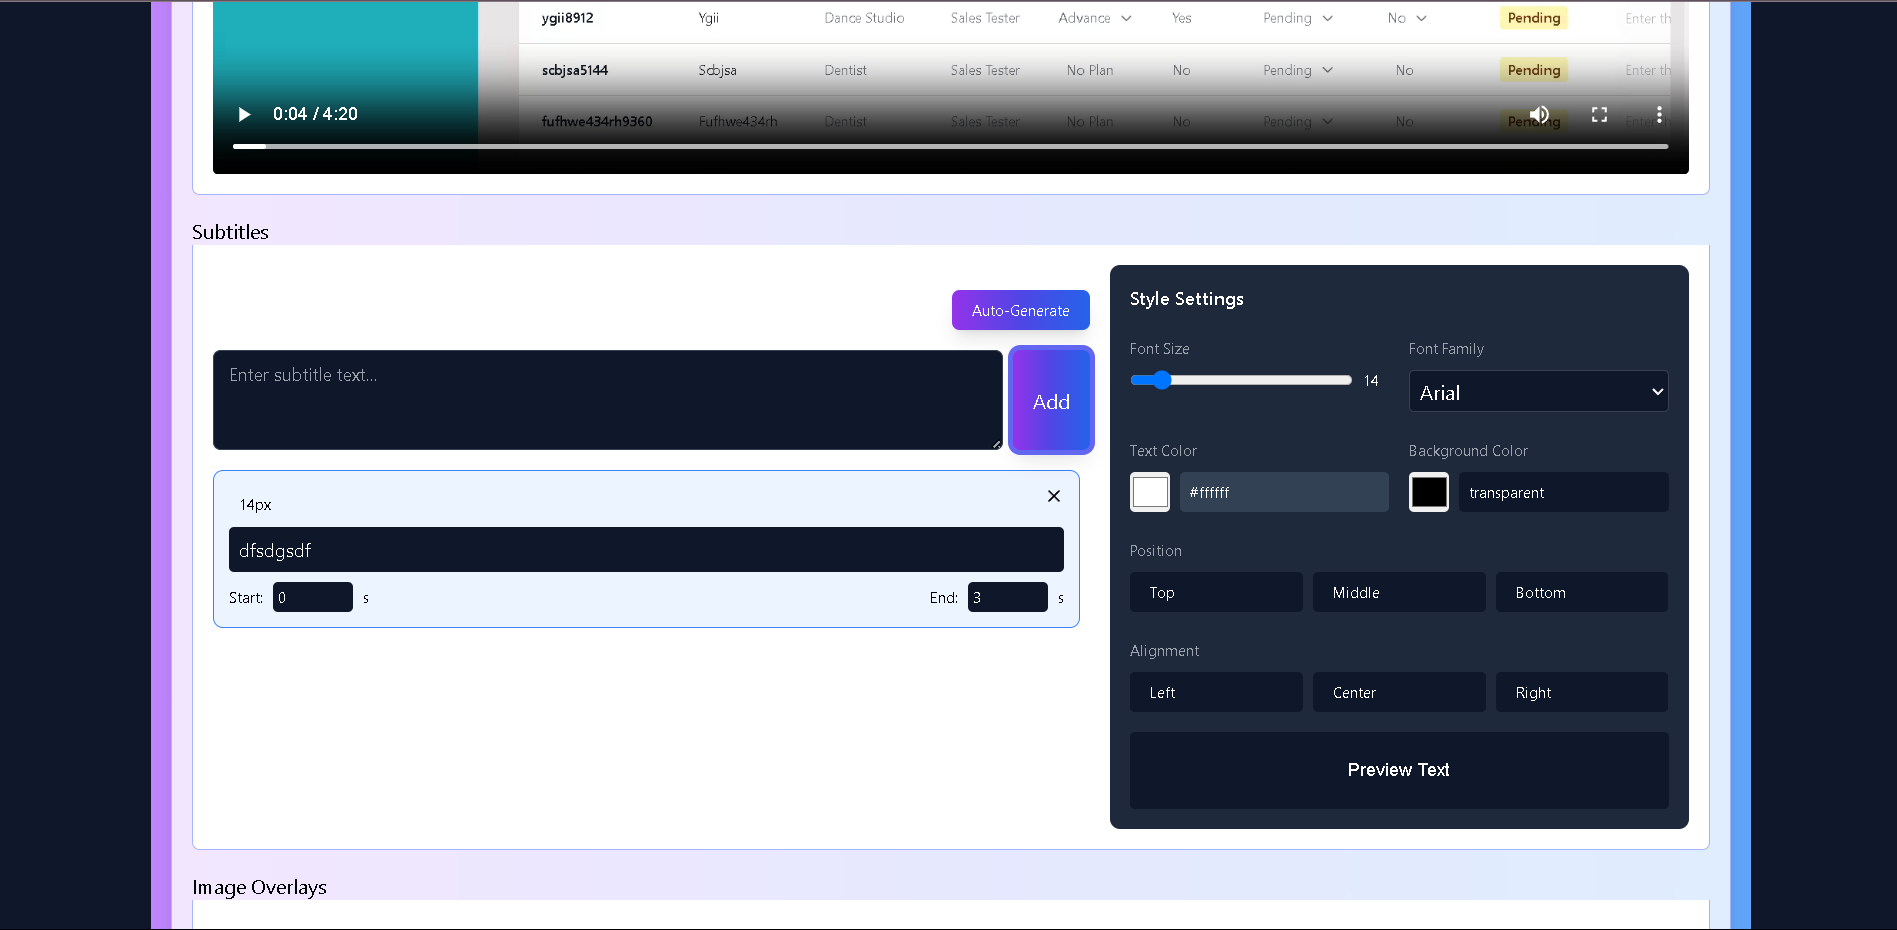 ygii8912 Ygii Dance Studio Sales Tester Advance Yes Pending No Pending Enter th
scbjsa5144 Scbjsa Dentist Sales Tester No Plan No Pending No Pending Enter th
fufhwe434rh9360 Fufhwe434rh Dentist Sales Tester No Plan No Pending No Pending Enter th
0:04 / 4:20
Subtitles
Auto-Generate
Enter subtitle text...
Add
14px
dfsdgsdf
Start: 0 s
End: 3 s
Style Settings
Font Size
14
Font Family
Arial
Text Color
#ffffff
Background Color
transparent
Position
Top Middle Bottom
Alignment
Left Center Right
Preview Text
Image Overlays